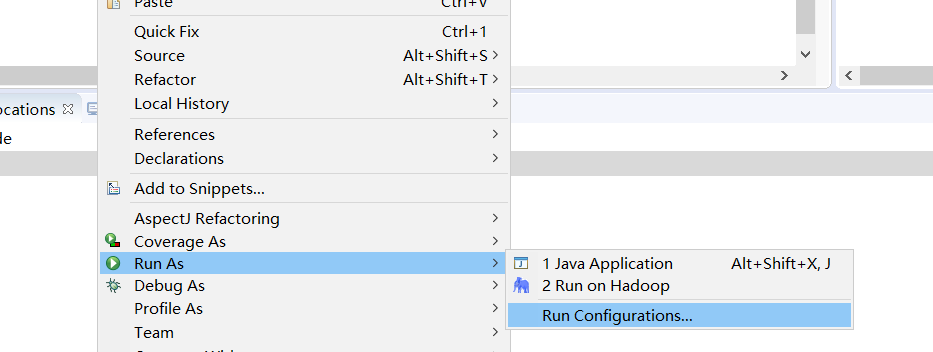 Paste Ctrl+V
Quick Fix Ctrl+1
Source Alt+Shift+S
Refactor Alt+Shift+T
Local History
ocations
de
References
Declarations
Add to Snippets...
AspectJ Refactoring
Coverage As
Run As
1 Java Application Alt+Shift+X, J
Debug As
2 Run on Hadoop
Profile As
Run Configurations...
Team